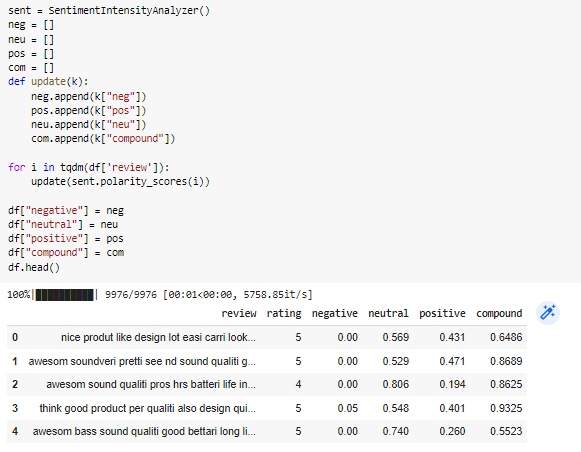 sent = SentimentIntensityAnalyzer()
neg = []
neu = []
pos = []
com = []
def update(k):
    neg.append(k["neg"])
    pos.append(k["pos"])
    neu.append(k["neu"])
    com.append(k["compound"])

for i in tqdm(df['review']):
    update(sent.polarity_scores(i))

df["negative"] = neg
df["neutral"] = neu
df["positive"] = pos
df["compound"] = com
df.head()
100%|██████████| 9976/9976 [00:01<00:00, 5758.85it/s]
review rating negative neutral positive compound
0 nice produt like design lot easi carri look... 5 0.00 0.569 0.431 0.6486
1 awesom soundveri pretti see nd sound qualiti g... 5 0.00 0.529 0.471 0.8689
2 awesom sound qualiti pros hrs batteri life in... 4 0.00 0.806 0.194 0.8625
3 think good product per qualiti also design qui... 5 0.05 0.548 0.401 0.9325
4 awesom bass sound qualiti good bettari long li... 5 0.00 0.740 0.260 0.5523